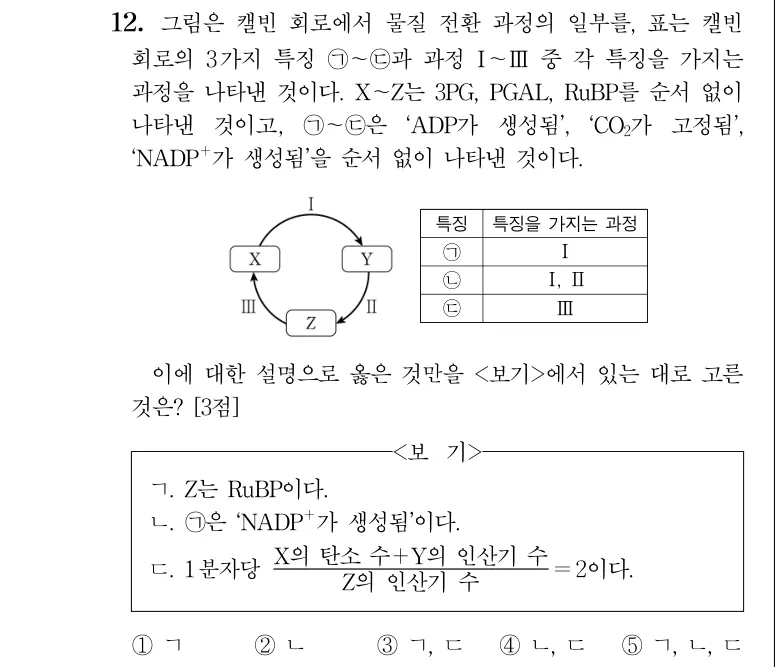 12. 그림은 캘빈 회로에서 물질 전환 과정의 일부를, 표는 캘빈
회로의 3가지 특징 ㉠~㉢과 과정 Ⅰ~Ⅲ 중 각 특징을 가지는
과정을 나타낸 것이다. X~Z는 3PG, PGAL, RuBP를 순서 없이
나타낸 것이고, ㉠~㉢은 ‘ADP가 생성됨’, ‘CO₂가 고정됨’,
‘NADP⁺가 생성됨’을 순서 없이 나타낸 것이다.
Ⅰ
X
Y
Ⅲ
Ⅱ
Z
특징 특징을 가지는 과정
㉠ Ⅰ
㉡ Ⅰ, Ⅱ
㉢ Ⅲ
이에 대한 설명으로 옳은 것만을 <보기>에서 있는 대로 고른
것은? [3점]
<보 기>
ㄱ. Z는 RuBP이다.
ㄴ. ㉠은 ‘NADP⁺가 생성됨’이다.
ㄷ. 1분자당 X의 탄소 수+Y의 인산기 수 / Z의 인산기 수 = 2이다.
① ㄱ ② ㄴ ③ ㄱ, ㄷ ④ ㄴ, ㄷ ⑤ ㄱ, ㄴ, ㄷ